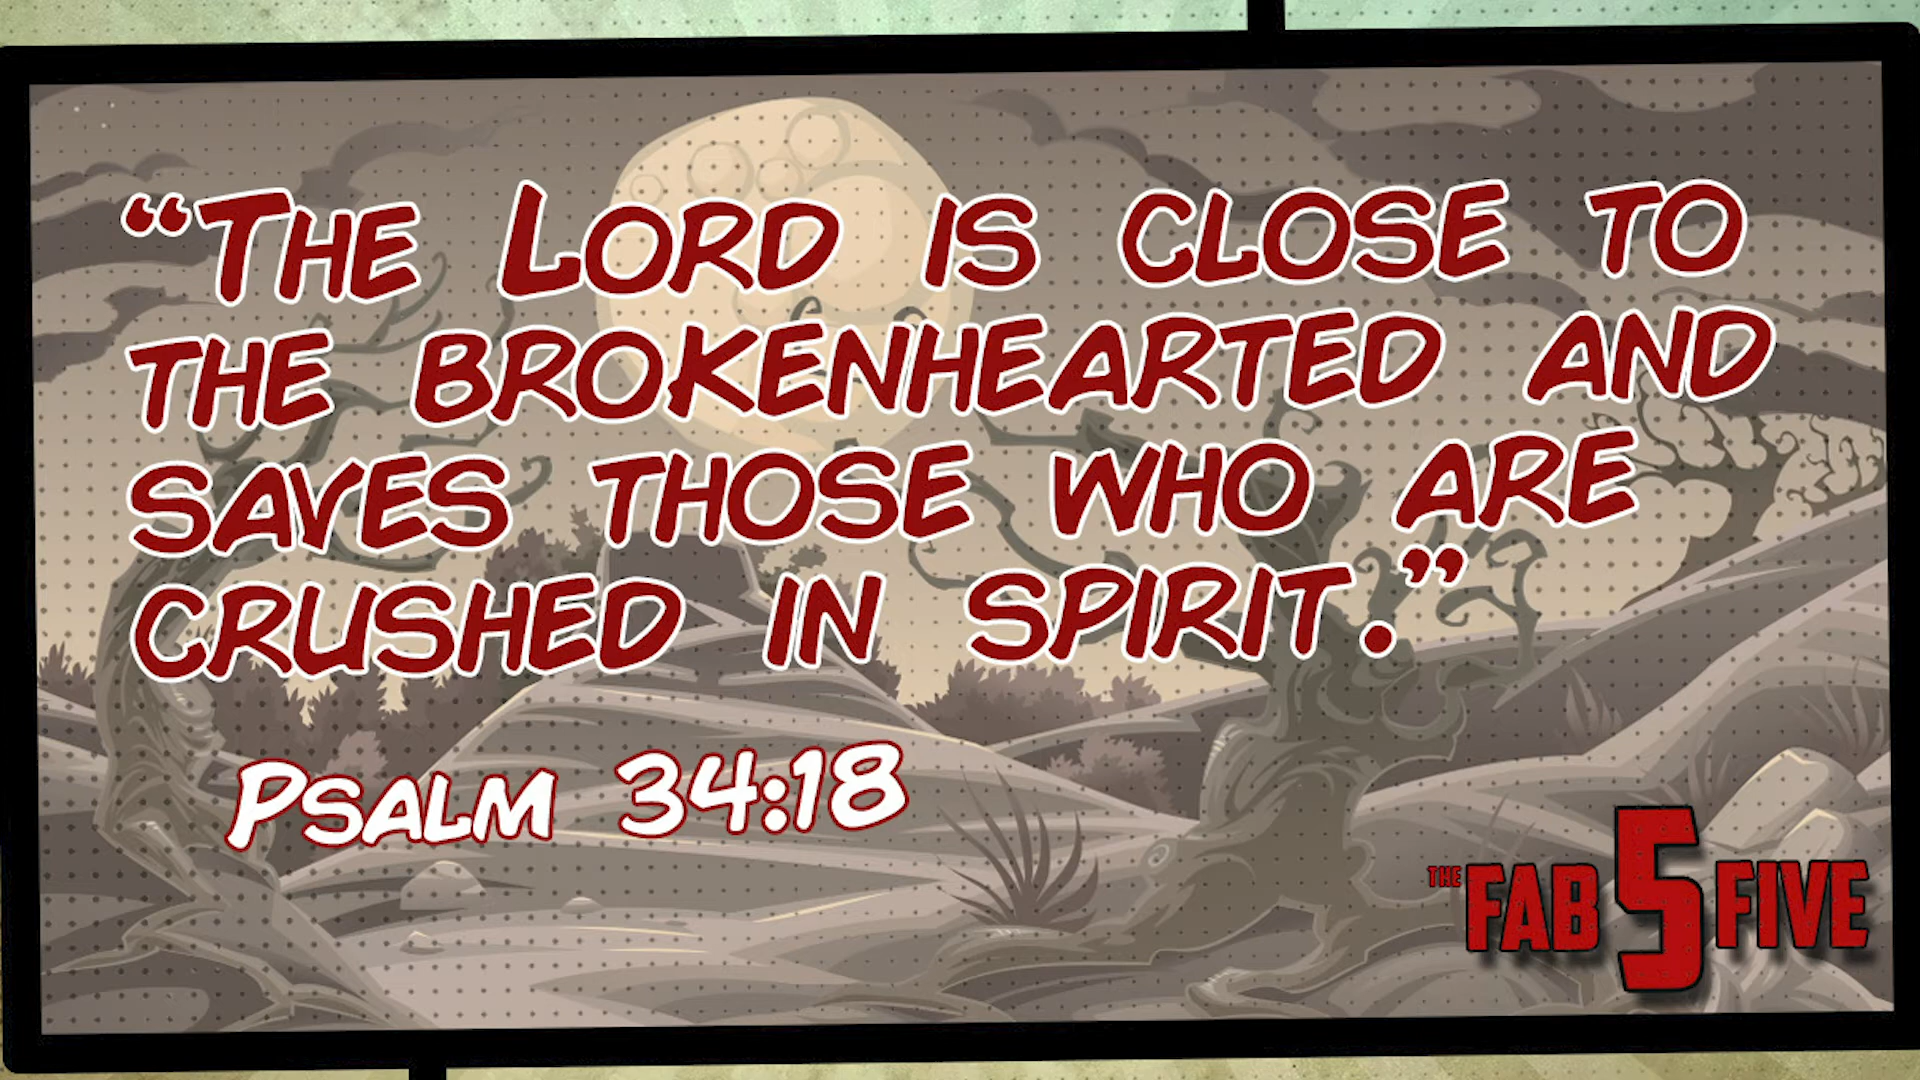 “The Lord is close to
the brokenhearted and
saves those who are
crushed in spirit.”
Psalm 34:18
THE FAB 5 FIVE